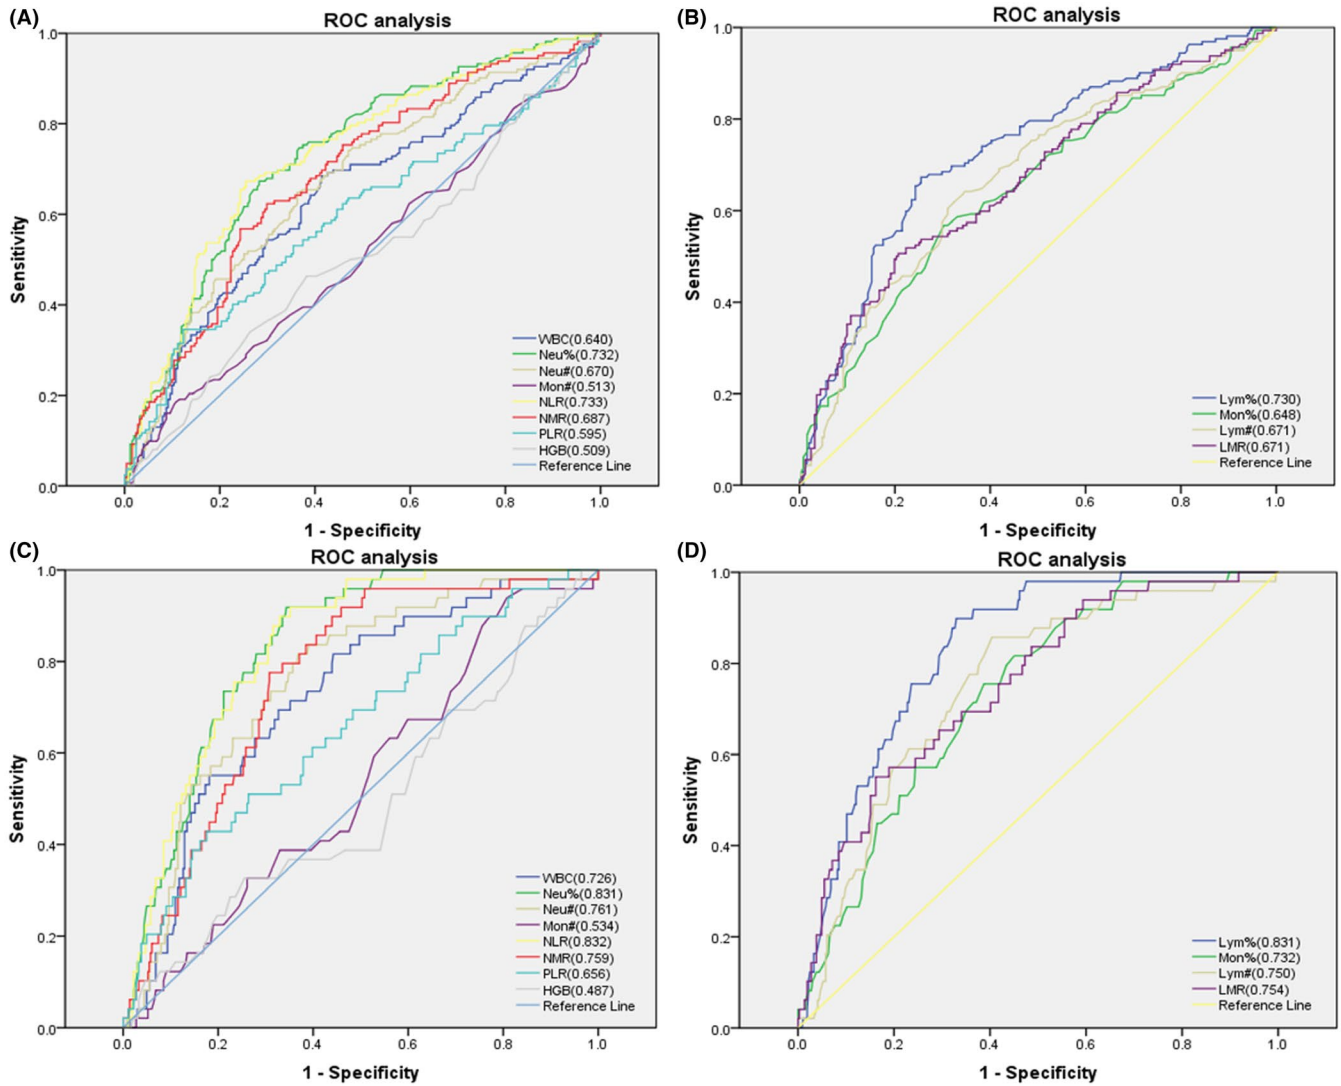 (A)
ROC analysis
1.0
0.8
0.6
0.4
0.2
0.0
Sensitivity
WBC(0.640)
Neu%(0.732)
Neu#(0.670)
Mon#(0.513)
NLR(0.733)
NMR(0.687)
PLR(0.595)
HGB(0.509)
Reference Line
0.0 0.2 0.4 0.6 0.8 1.0
1 - Specificity
(B)
ROC analysis
1.0
0.8
0.6
0.4
0.2
0.0
Sensitivity
Lym%(0.730)
Mon%(0.648)
Lym#(0.671)
LMR(0.671)
Reference Line
0.0 0.2 0.4 0.6 0.8 1.0
1 - Specificity
(C)
ROC analysis
1.0
0.8
0.6
0.4
0.2
0.0
Sensitivity
WBC(0.726)
Neu%(0.831)
Neu#(0.761)
Mon#(0.534)
NLR(0.832)
NMR(0.759)
PLR(0.656)
HGB(0.487)
Reference Line
0.0 0.2 0.4 0.6 0.8 1.0
1 - Specificity
(D)
ROC analysis
1.0
0.8
0.6
0.4
0.2
0.0
Sensitivity
Lym%(0.831)
Mon%(0.732)
Lym#(0.750)
LMR(0.754)
Reference Line
0.0 0.2 0.4 0.6 0.8 1.0
1 - Specificity